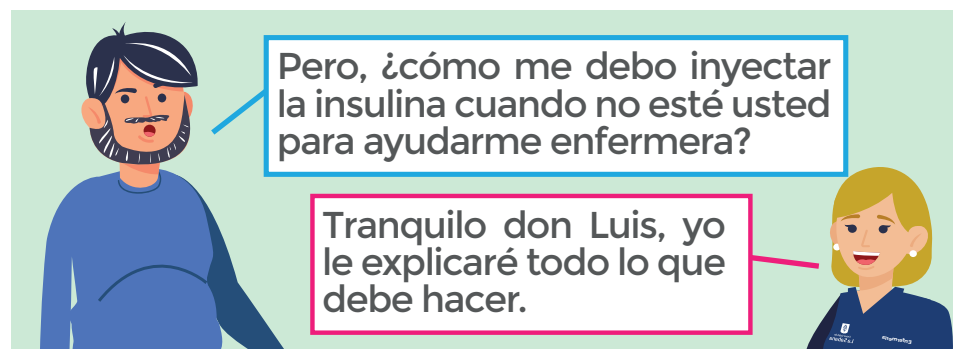 Pero, ¿cómo me debo inyectar
la insulina cuando no esté usted
para ayudarme enfermera?
Tranquilo don Luis, yo
le explicaré todo lo que
debe hacer.